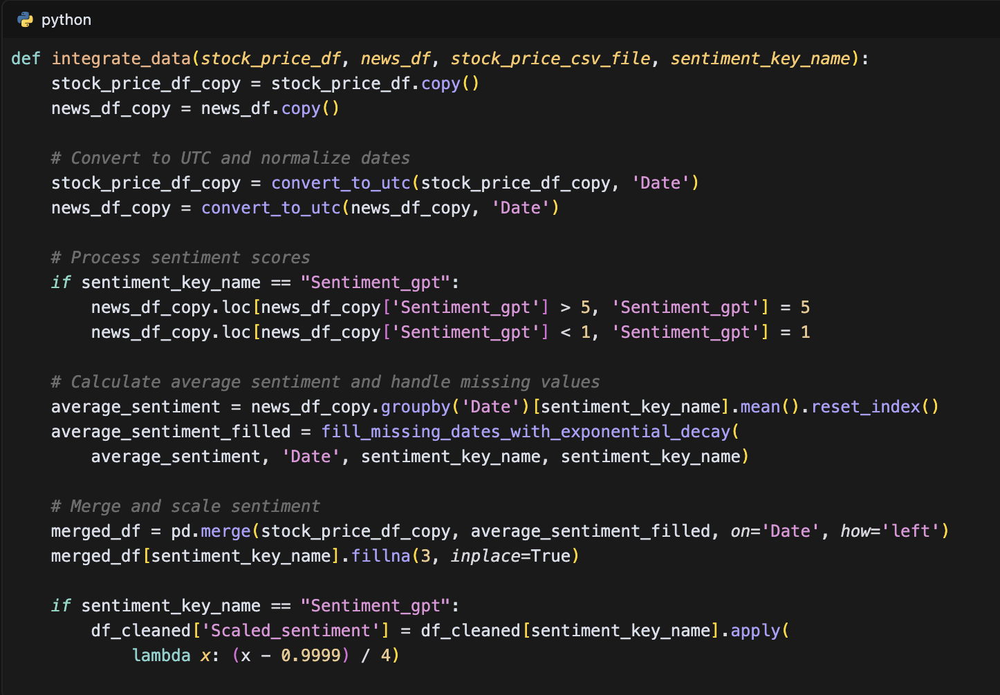 python
def integrate_data(stock_price_df, news_df, stock_price_csv_file, sentiment_key_name):
    stock_price_df_copy = stock_price_df.copy()
    news_df_copy = news_df.copy()

    # Convert to UTC and normalize dates
    stock_price_df_copy = convert_to_utc(stock_price_df_copy, 'Date')
    news_df_copy = convert_to_utc(news_df_copy, 'Date')

    # Process sentiment scores
    if sentiment_key_name == "Sentiment_gpt":
        news_df_copy.loc[news_df_copy['Sentiment_gpt'] > 5, 'Sentiment_gpt'] = 5
        news_df_copy.loc[news_df_copy['Sentiment_gpt'] < 1, 'Sentiment_gpt'] = 1

    # Calculate average sentiment and handle missing values
    average_sentiment = news_df_copy.groupby('Date')[sentiment_key_name].mean().reset_index()
    average_sentiment_filled = fill_missing_dates_with_exponential_decay(
        average_sentiment, 'Date', sentiment_key_name, sentiment_key_name)

    # Merge and scale sentiment
    merged_df = pd.merge(stock_price_df_copy, average_sentiment_filled, on='Date', how='left')
    merged_df[sentiment_key_name].fillna(3, inplace=True)

    if sentiment_key_name == "Sentiment_gpt":
        df_cleaned['Scaled_sentiment'] = df_cleaned[sentiment_key_name].apply(
            lambda x: (x - 0.9999) / 4)